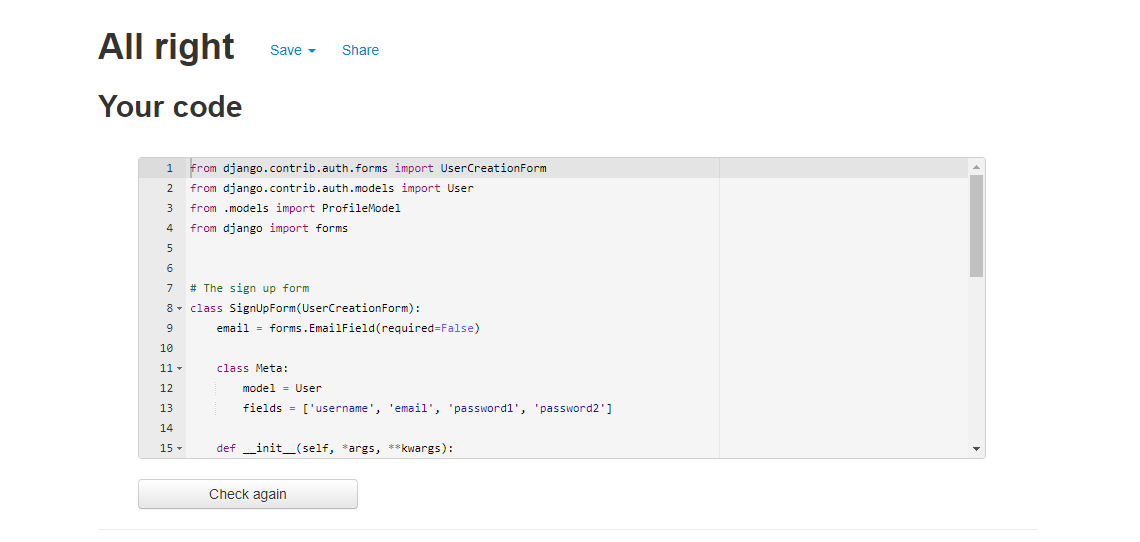 All right Save Share
Your code
1 from django.contrib.auth.forms import UserCreationForm
2 from django.contrib.auth.models import User
3 from .models import ProfileModel
4 from django import forms
5
6
7 # The sign up form
8 class SignUpForm(UserCreationForm):
9     email = forms.EmailField(required=False)
10
11     class Meta:
12         model = User
13         fields = ['username', 'email', 'password1', 'password2']
14
15     def __init__(self, *args, **kwargs):
Check again